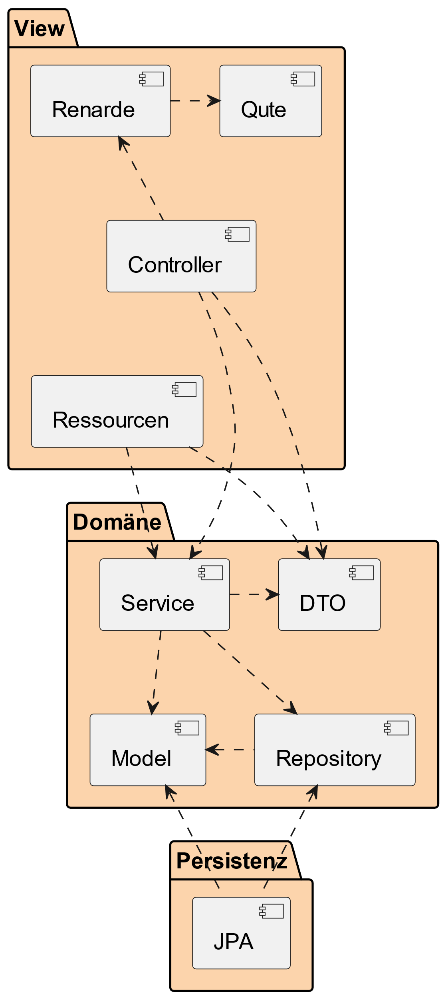 View
Renarde
Qute
Controller
Ressourcen
Domäne
Service
DTO
Model
Repository
Persistenz
JPA